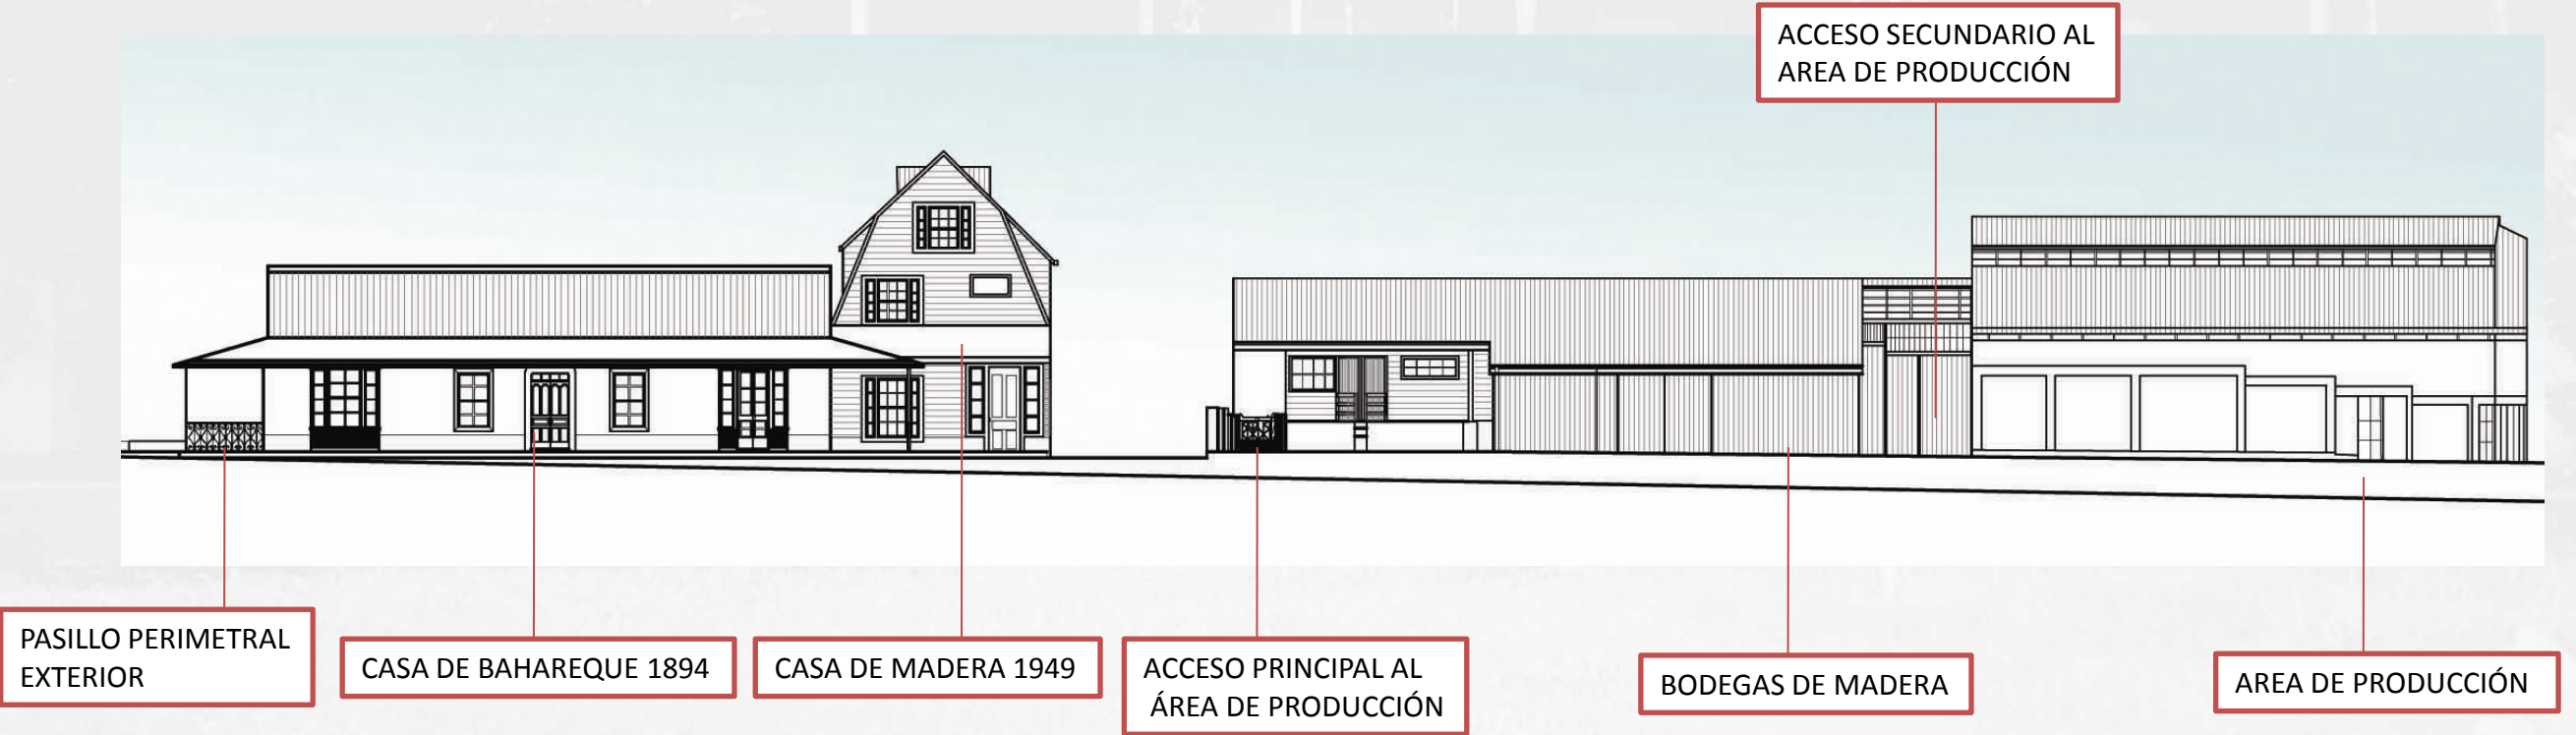 ACCESO SECUNDARIO AL
AREA DE PRODUCCIÓN
PASILLO PERIMETRAL
EXTERIOR
CASA DE BAHAREQUE 1894
CASA DE MADERA 1949
ACCESO PRINCIPAL AL
ÁREA DE PRODUCCIÓN
BODEGAS DE MADERA
AREA DE PRODUCCIÓN